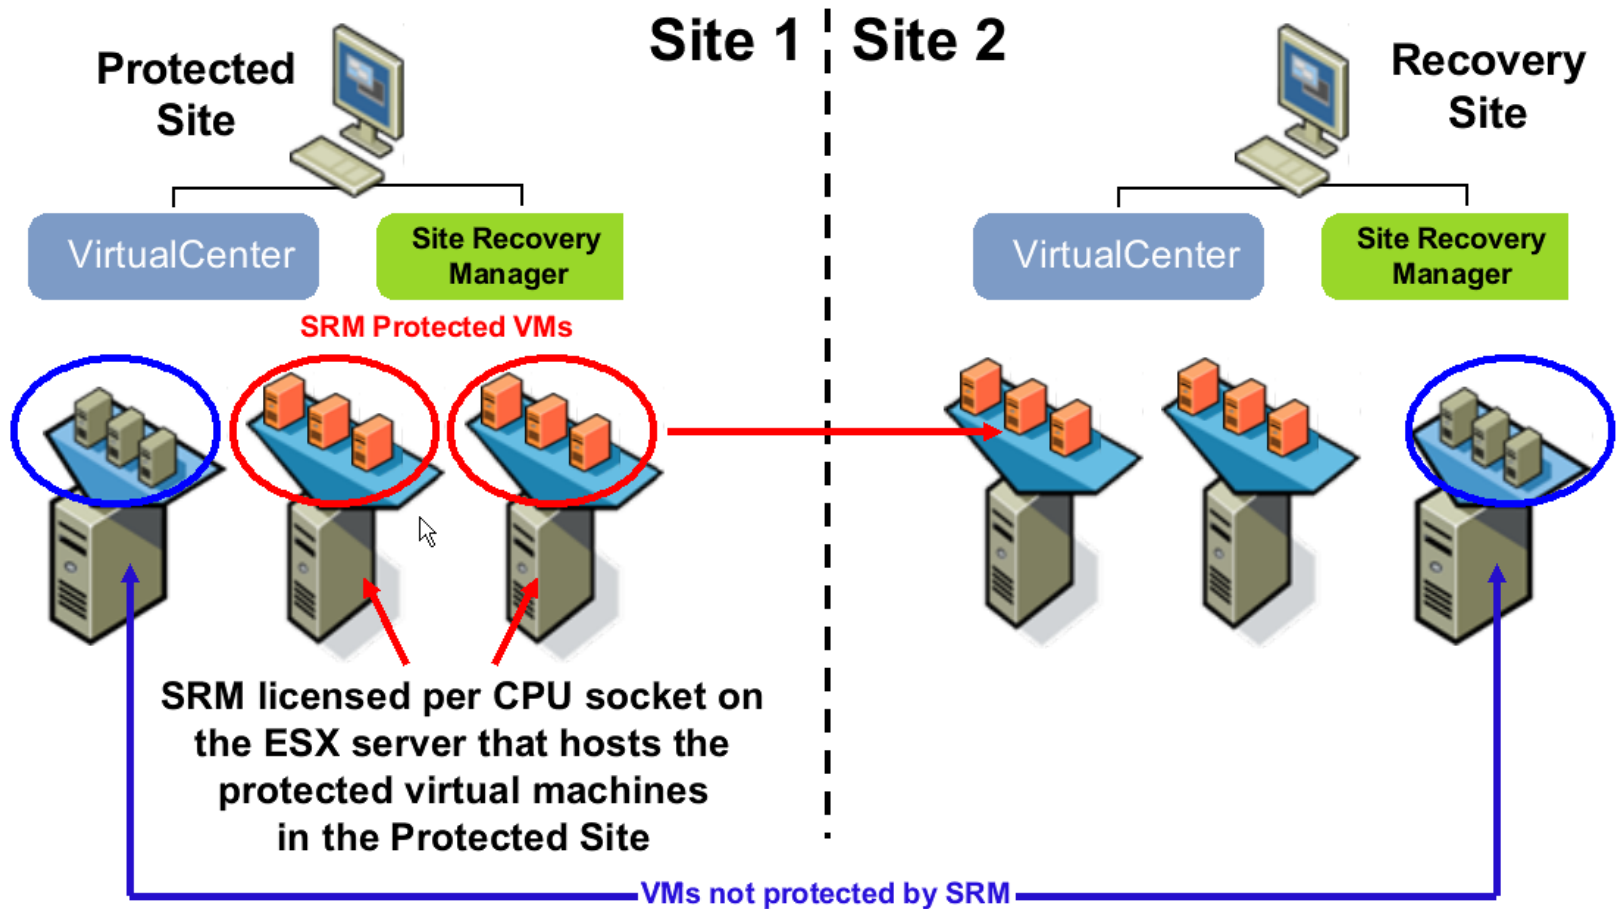 Site 1
Site 2
Protected
Site
Recovery
Site
VirtualCenter
Site Recovery
Manager
VirtualCenter
Site Recovery
Manager
SRM Protected VMs
SRM licensed per CPU socket on
the ESX server that hosts the
protected virtual machines
in the Protected Site
VMs not protected by SRM